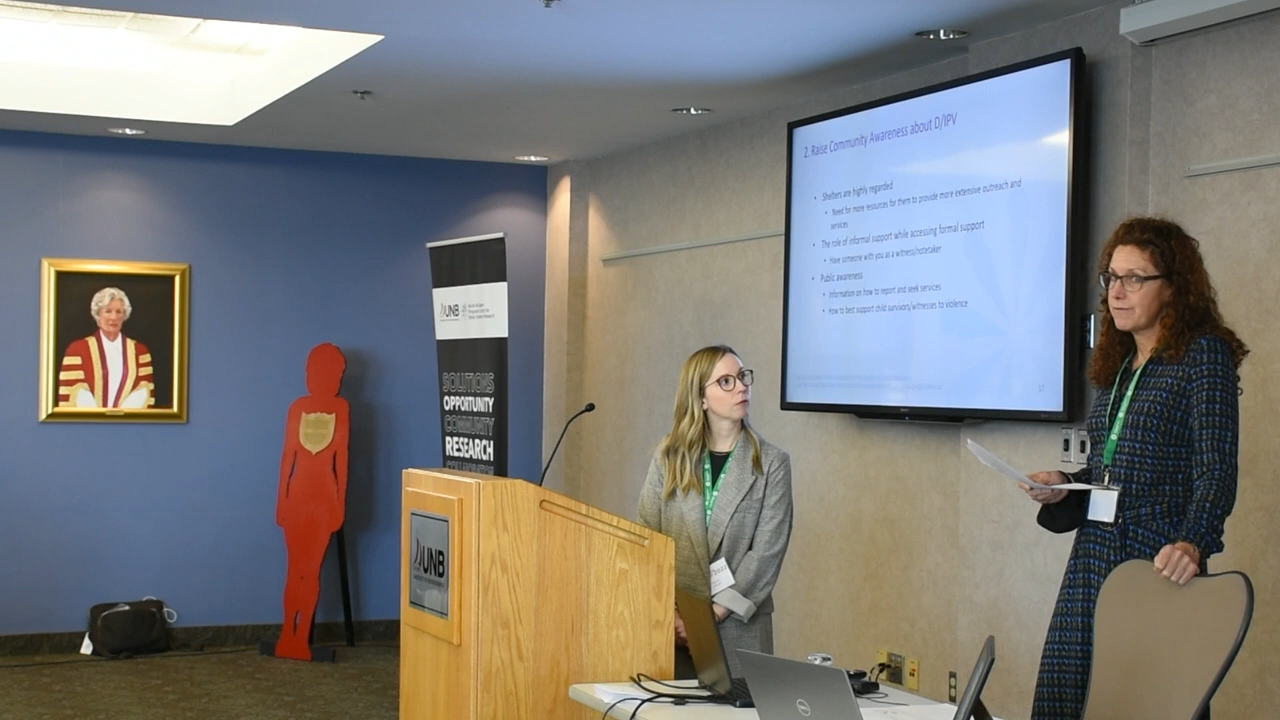 2. Raise Community Awareness about D/IPV
• Shelters are highly regarded
• Need for more resources for them to provide more extensive outreach and
services
• The role of informal support while accessing formal support
• Have someone with you as a witness/notetaker
• Public awareness
• Information on how to report and seek services
• How to best support child survivors/witnesses to violence
17
UNB
SOLUTIONS
OPPORTUNITY
COMMUNITY
RESEARCH
UNB
DELL